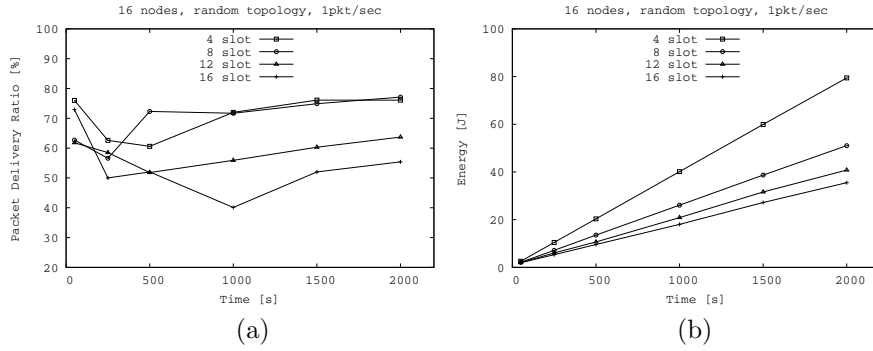 16 nodes, random topology, 1pkt/sec
4 slot
8 slot
12 slot
16 slot
Packet Delivery Ratio [%]
100
90
80
70
60
50
40
30
20
0
500
1000
1500
2000
Time [s]
(a)
16 nodes, random topology, 1pkt/sec
4 slot
8 slot
12 slot
16 slot
Energy [J]
100
80
60
40
20
0
0
500
1000
1500
2000
Time [s]
(b)